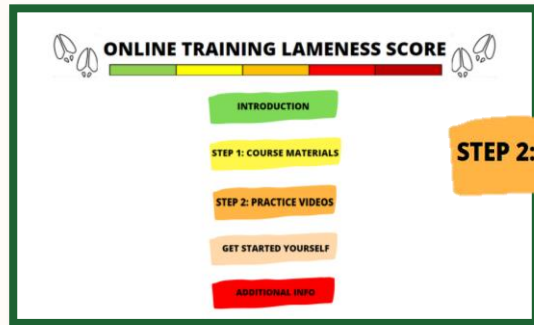 ONLINE TRAINING LAMENESS SCORE
INTRODUCTION
STEP 1: COURSE MATERIALS
STEP 2:
STEP 2: PRACTICE VIDEOS
GET STARTED YOURSELF
ADDITIONAL INFO